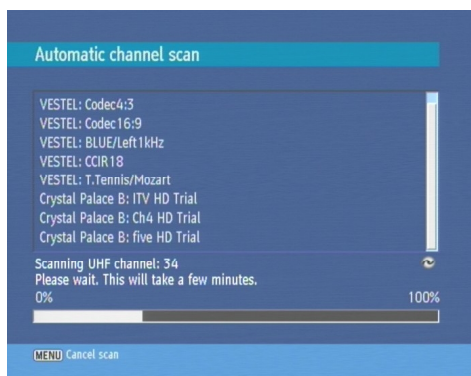 Automatic channel scan
VESTEL: Codec4:3
VESTEL: Codec16:9
VESTEL: BLUE/Left1kHz
VESTEL: CCIR18
VESTEL: T.Tennis/Mozart
Crystal Palace B: ITV HD Trial
Crystal Palace B: Ch4 HD Trial
Crystal Palace B: five HD Trial
Scanning UHF channel: 34
Please wait. This will take a few minutes.
0% 100%
MENU Cancel scan